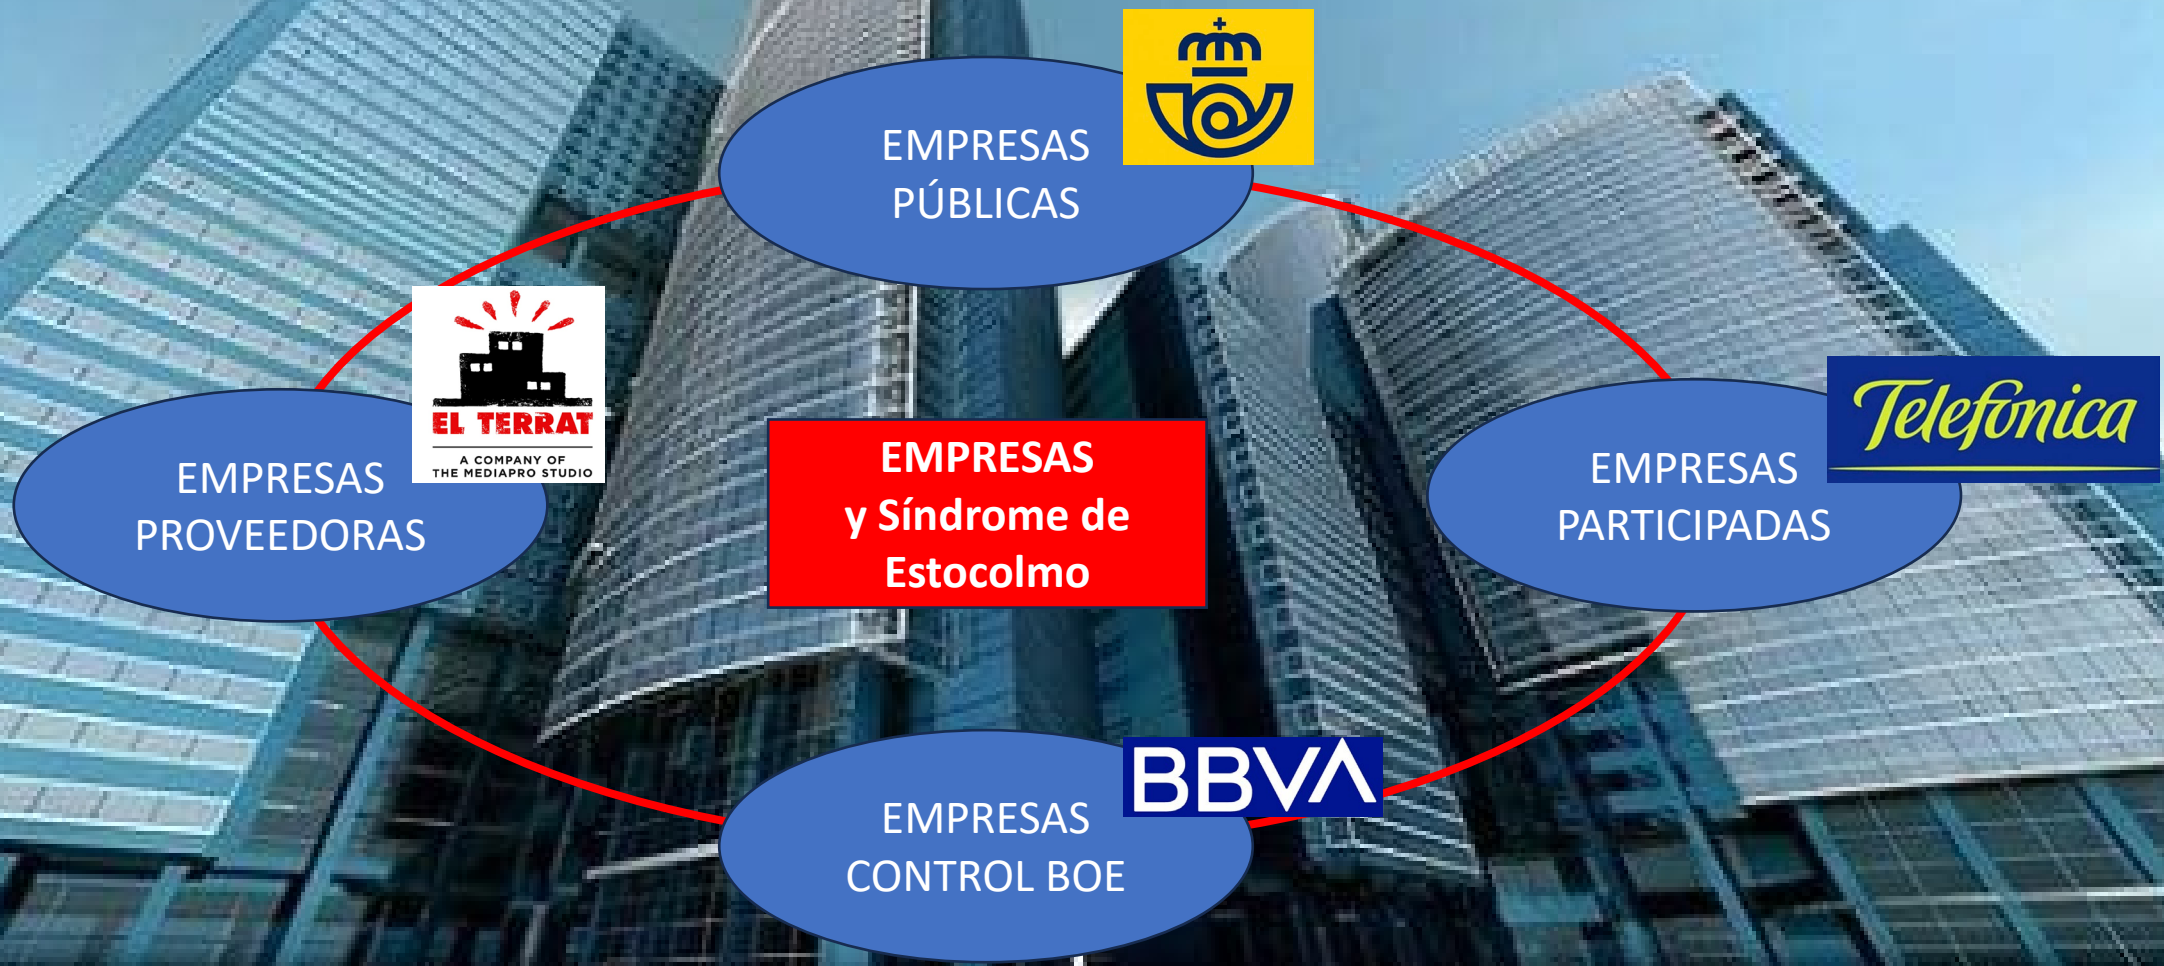 EMPRESAS
PÚBLICAS
EL TERRAT
A COMPANY OF
THE MEDIAPRO STUDIO
EMPRESAS
PROVEEDORAS
EMPRESAS
y Síndrome de
Estocolmo
Telefónica
EMPRESAS
PARTICIPADAS
BBVA
EMPRESAS
CONTROL BOE